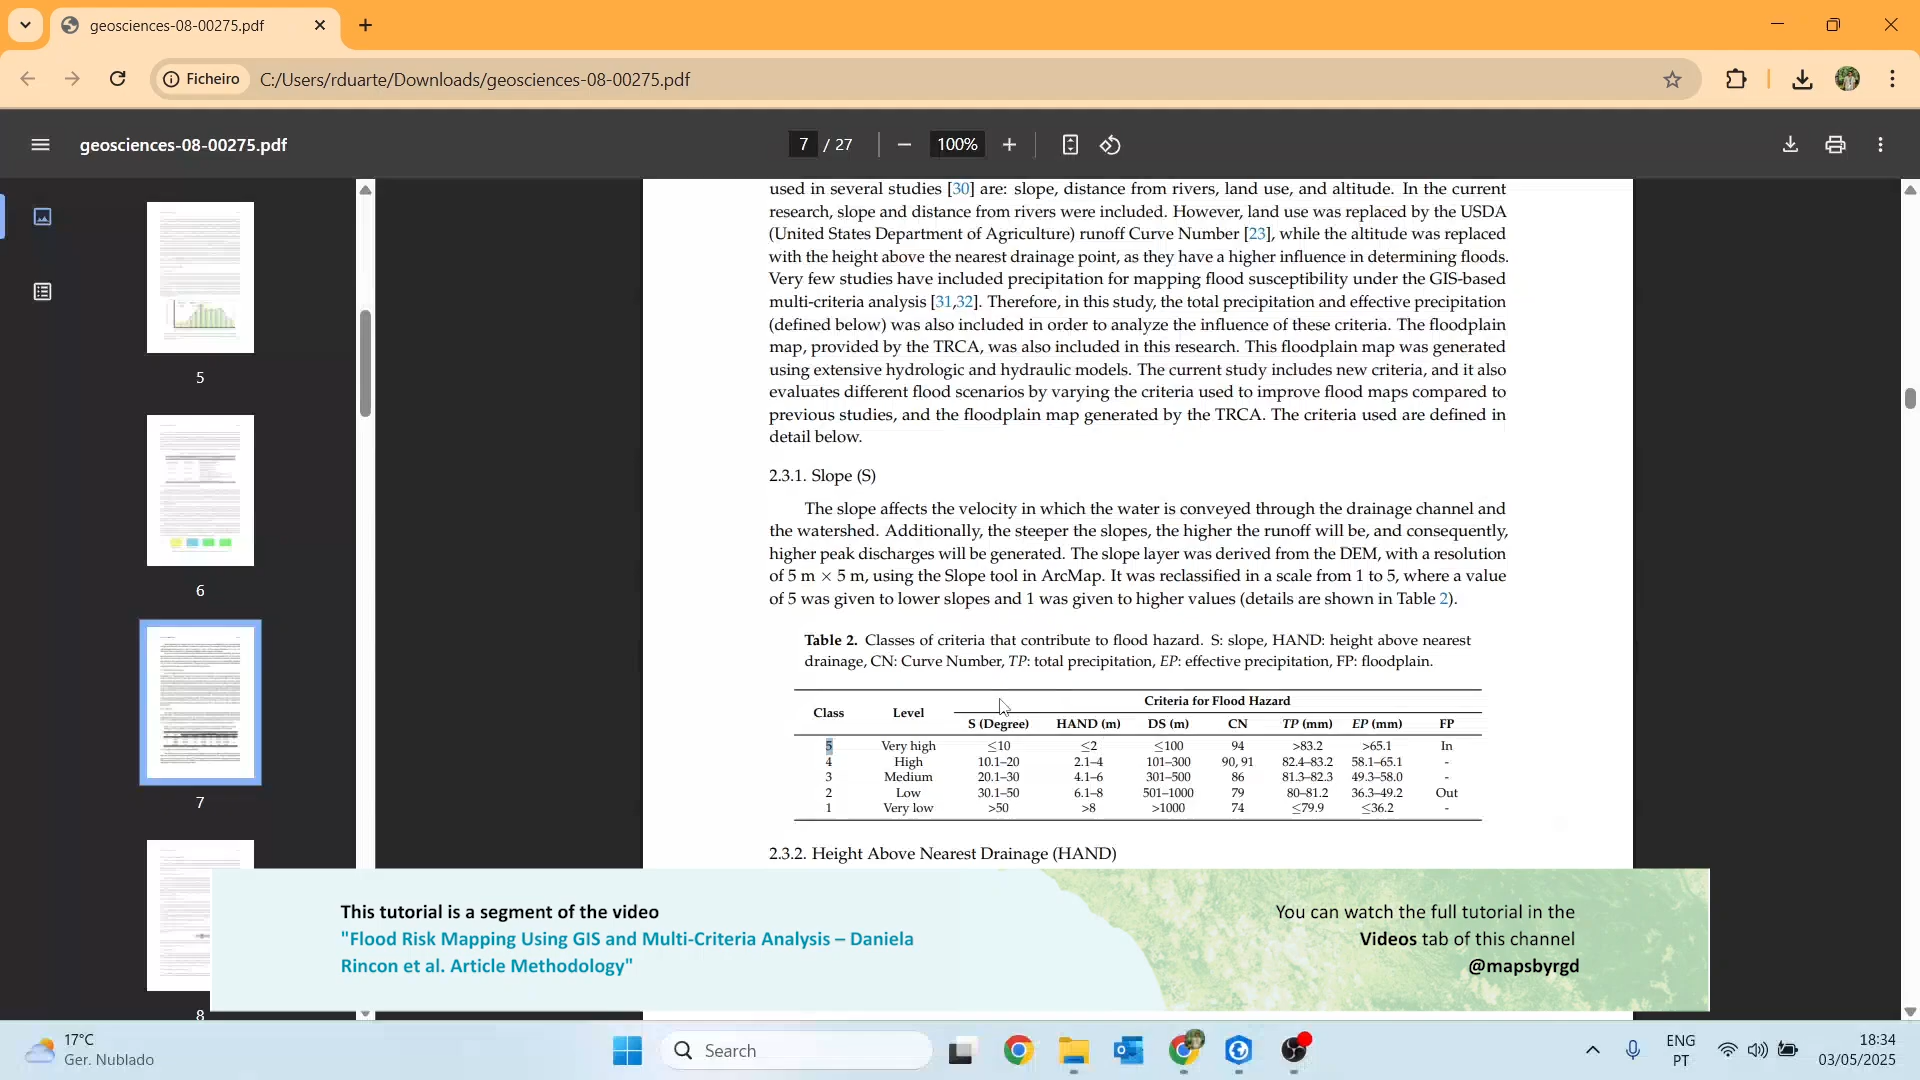 geosciences-08-00275.pdf
Ficheiro
C:/Users/rduarte/Downloads/geosciences-08-00275.pdf
geosciences-08-00275.pdf
7 / 27
100%
5
6
7
8
used in several studies [30] are: slope, distance from rivers, land use, and altitude. In the current
research, slope and distance from rivers were included. However, land use was replaced by the USDA
(United States Department of Agriculture) runoff Curve Number [23], while the altitude was replaced
with the height above the nearest drainage point, as they have a higher influence in determining floods.
Very few studies have included precipitation for mapping flood susceptibility under the GIS-based
multi-criteria analysis [31,32]. Therefore, in this study, the total precipitation and effective precipitation
(defined below) was also included in order to analyze the influence of these criteria. The floodplain
map, provided by the TRCA, was also included in this research. This floodplain map was generated
using extensive hydrologic and hydraulic models. The current study includes new criteria, and it also
evaluates different flood scenarios by varying the criteria used to improve flood maps compared to
previous studies, and the floodplain map generated by the TRCA. The criteria used are defined in
detail below.
2.3.1. Slope (S)
The slope affects the velocity in which the water is conveyed through the drainage channel and
the watershed. Additionally, the steeper the slopes, the higher the runoff will be, and consequently,
higher peak discharges will be generated. The slope layer was derived from the DEM, with a resolution
of 5 m × 5 m, using the Slope tool in ArcMap. It was reclassified in a scale from 1 to 5, where a value
of 5 was given to lower slopes and 1 was given to higher values (details are shown in Table 2).
Table 2. Classes of criteria that contribute to flood hazard. S: slope, HAND: height above nearest
drainage, CN: Curve Number, TP: total precipitation, EP: effective precipitation, FP: floodplain.
Class Level Criteria for Flood Hazard
S (Degree) HAND (m) DS (m) CN TP (mm) EP (mm) FP
5 Very high ≤10 ≤2 ≤100 94 >83.2 >65.1 In
4 High 10.1–20 2.1–4 101–300 90, 91 82.4–83.2 58.1–65.1 -
3 Medium 20.1–30 4.1–6 301–500 86 81.3–82.3 49.3–58.0 -
2 Low 30.1–50 6.1–8 501–1000 79 80–81.2 36.3–49.2 Out
1 Very low >50 >8 >1000 74 ≤79.9 ≤36.2 -
2.3.2. Height Above Nearest Drainage (HAND)
This tutorial is a segment of the video
"Flood Risk Mapping Using GIS and Multi-Criteria Analysis – Daniela
Rincon et al. Article Methodology"
You can watch the full tutorial in the
Videos tab of this channel
@mapsbyrgd
17°C
Ger. Nublado
Search
ENG
PT
18:34
03/05/2025